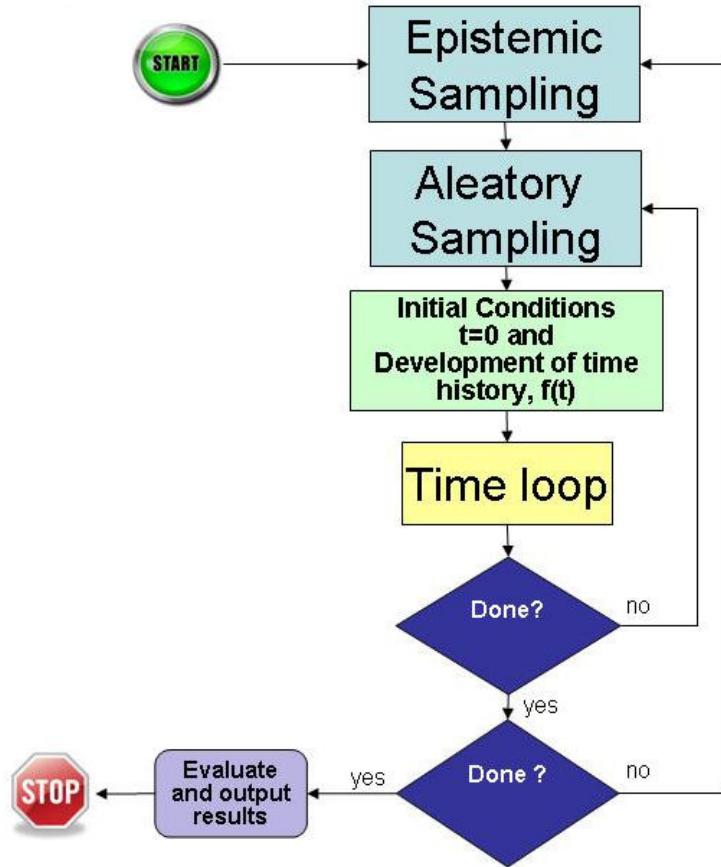 START
Epistemic
Sampling
Aleatory
Sampling
Initial Conditions
t=0 and
Development of time
history, f(t)
Time loop
Done?
no
yes
Done ?
no
yes
Evaluate
and output
results
STOP